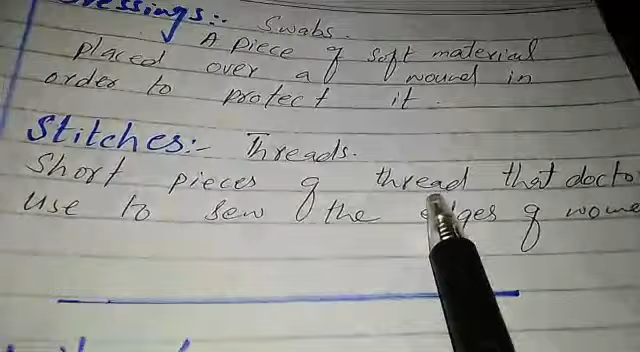 Dressings:- Swabs.
A piece of soft material
placed over a wound in
order to protect it.
Stitches:- Threads.
Short pieces of thread that docto
use to sew the edges of